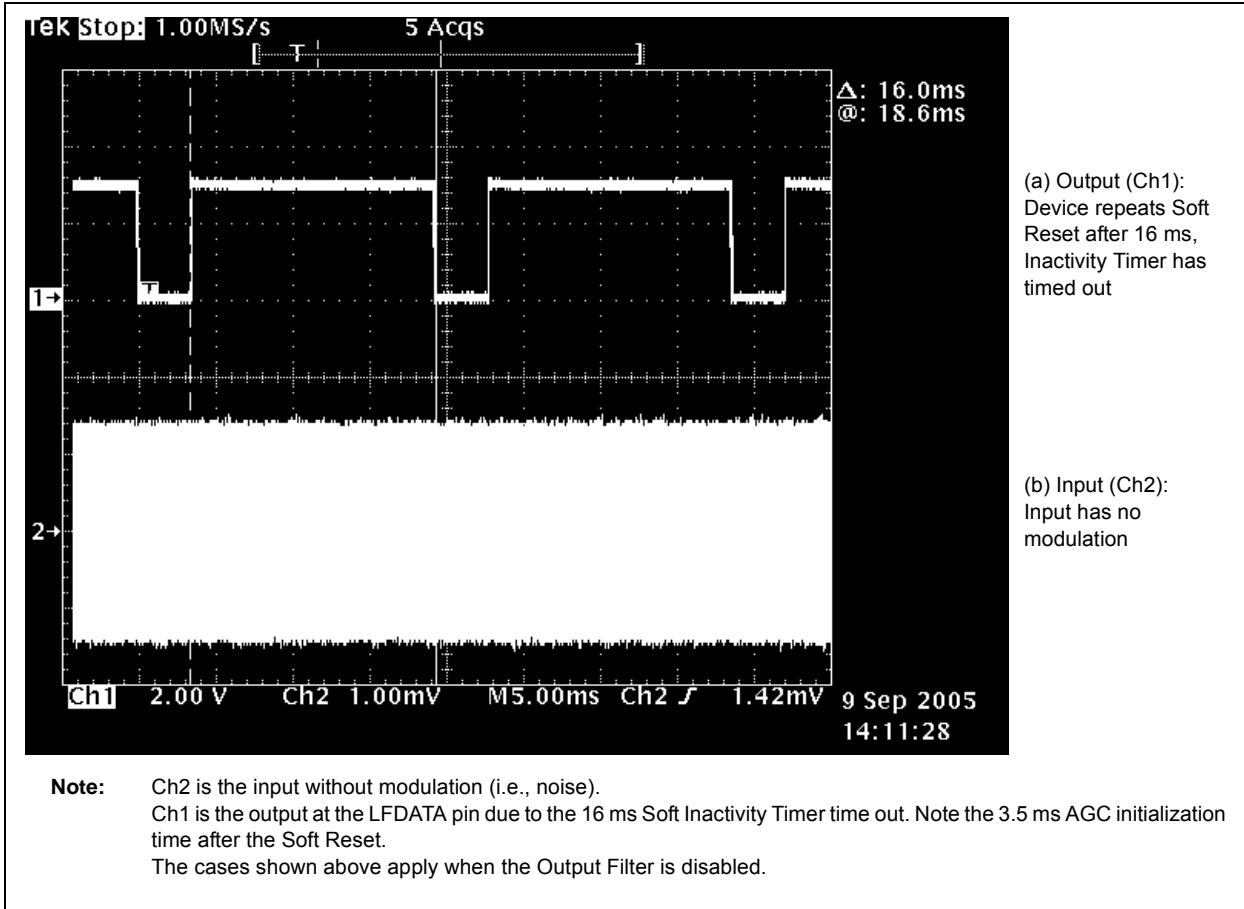 Tek Stop: 1.00MS/s 5 Acqs
[ T ]
Δ: 16.0ms
@: 18.6ms
T
1→
(a) Output (Ch1):
Device repeats Soft
Reset after 16 ms,
Inactivity Timer has
timed out
2→
(b) Input (Ch2):
Input has no
modulation
Ch1 2.00 V Ch2 1.00mV M5.00ms Ch2 ∫ 1.42mV
9 Sep 2005
14:11:28
Note: Ch2 is the input without modulation (i.e., noise).
Ch1 is the output at the LFDATA pin due to the 16 ms Soft Inactivity Timer time out. Note the 3.5 ms AGC initialization
time after the Soft Reset.
The cases shown above apply when the Output Filter is disabled.